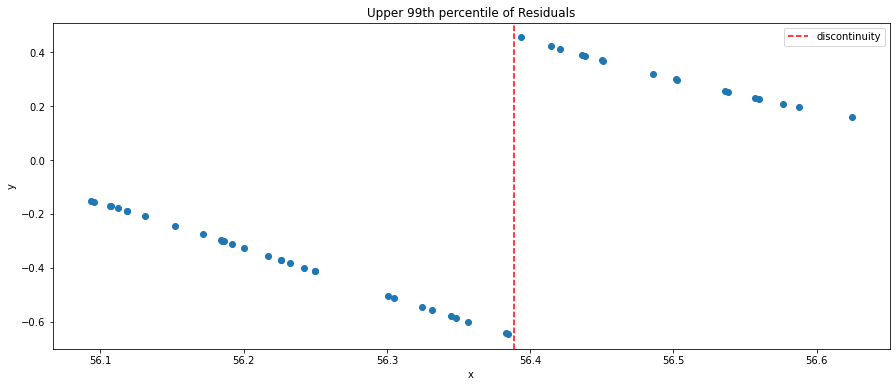 Upper 99th percentile of Residuals
discontinuity
0.4
0.2
0.0
−0.2
−0.4
−0.6
y
56.1 56.2 56.3 56.4 56.5 56.6
x